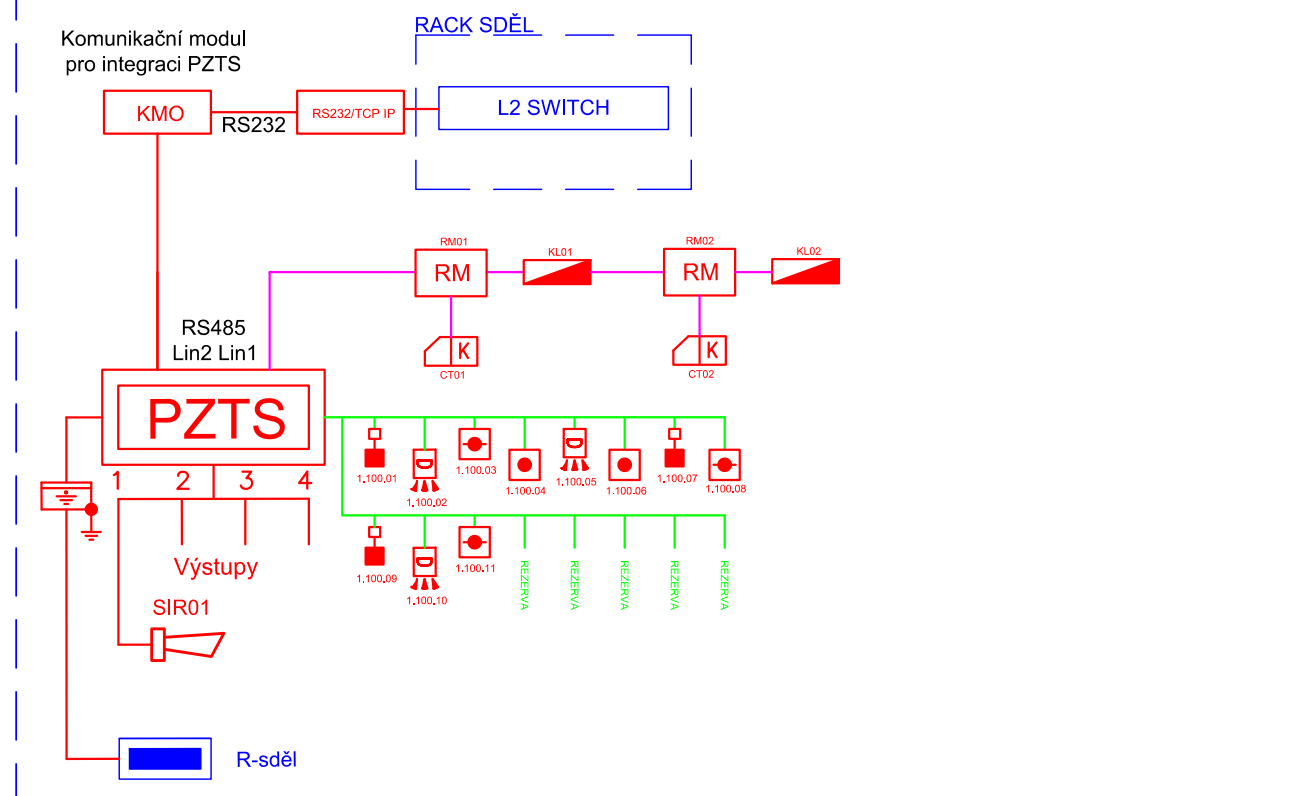 RACK SDĚL
Komunikační modul
pro integraci PZTS
KMO
RS232
RS232/TCP IP
L2 SWITCH
RM01
RM
KL01
RM02
RM
KL02
K
CT01
K
CT02
RS485
Lin2 Lin1
PZTS
1 2 3 4
1.100.01
D
1.100.02
1.100.03
1.100.04
D
1.100.05
1.100.06
1.100.07
1.100.08
1.100.09
D
1.100.10
1.100.11
REZERVA
REZERVA
REZERVA
REZERVA
REZERVA
Výstupy
SIR01
R-sděl